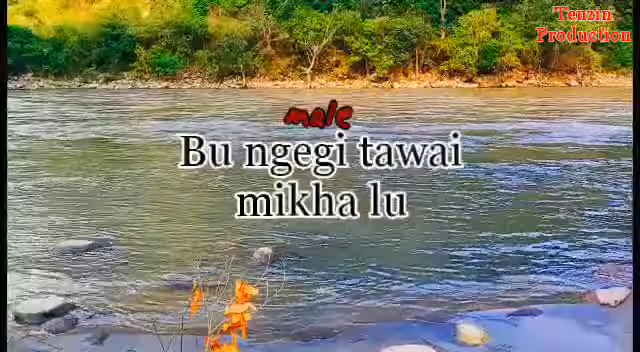 Tenzin
Production
male
Bu ngegi tawai
mikha lu